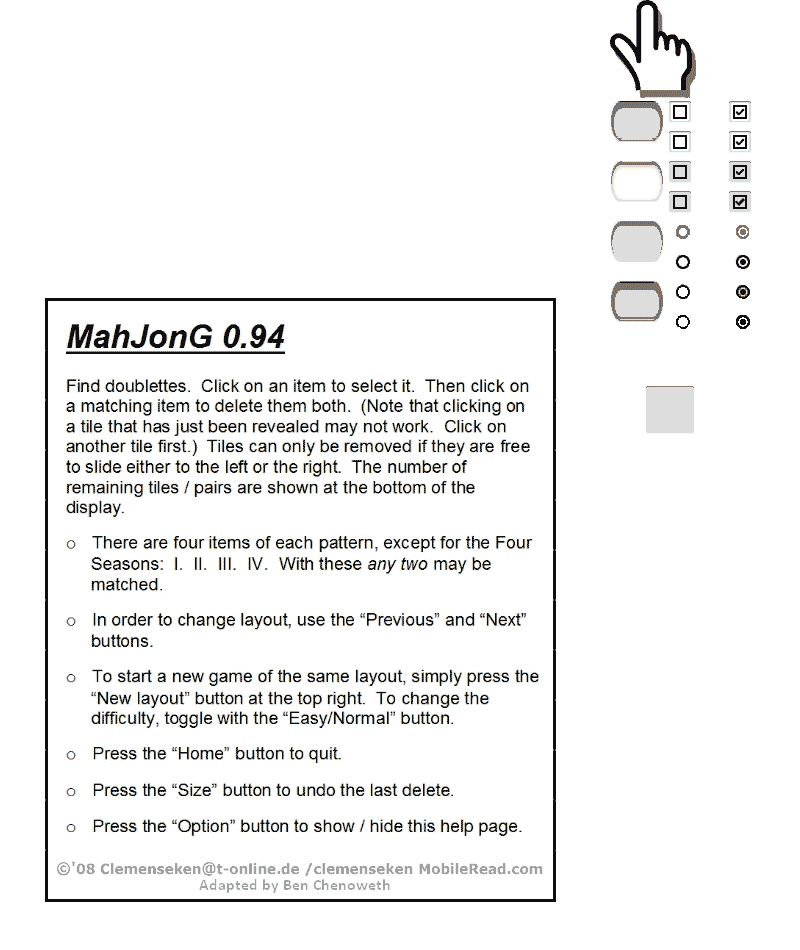 MahJonG 0.94
Find doublettes.  Click on an item to select it.  Then click on
a matching item to delete them both.  (Note that clicking on
a tile that has just been revealed may not work.  Click on
another tile first.)  Tiles can only be removed if they are free
to slide either to the left or the right.  The number of
remaining tiles / pairs are shown at the bottom of the
display.
o There are four items of each pattern, except for the Four
Seasons:  I.  II.  III.  IV.  With these any two may be
matched.
o In order to change layout, use the “Previous” and “Next”
buttons.
o To start a new game of the same layout, simply press the
“New layout” button at the top right.  To change the
difficulty, toggle with the “Easy/Normal” button.
o Press the “Home” button to quit.
o Press the “Size” button to undo the last delete.
o Press the “Option” button to show / hide this help page.
©'08 Clemenseken@t-online.de /clemenseken MobileRead.com
Adapted by Ben Chenoweth